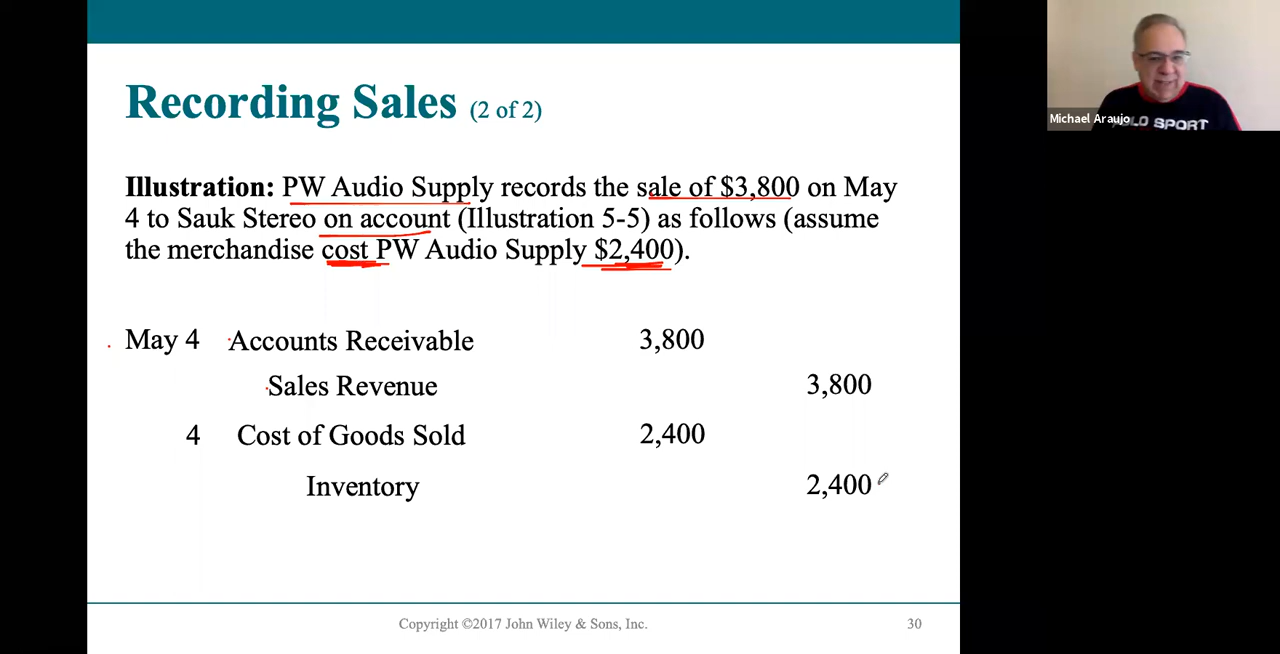 Recording Sales (2 of 2)
Illustration: PW Audio Supply records the sale of $3,800 on May
4 to Sauk Stereo on account (Illustration 5-5) as follows (assume
the merchandise cost PW Audio Supply $2,400).
May 4 Accounts Receivable 3,800
Sales Revenue 3,800
4 Cost of Goods Sold 2,400
Inventory 2,400
Copyright ©2017 John Wiley & Sons, Inc. 30
Michael Araujo
POLO SPORT